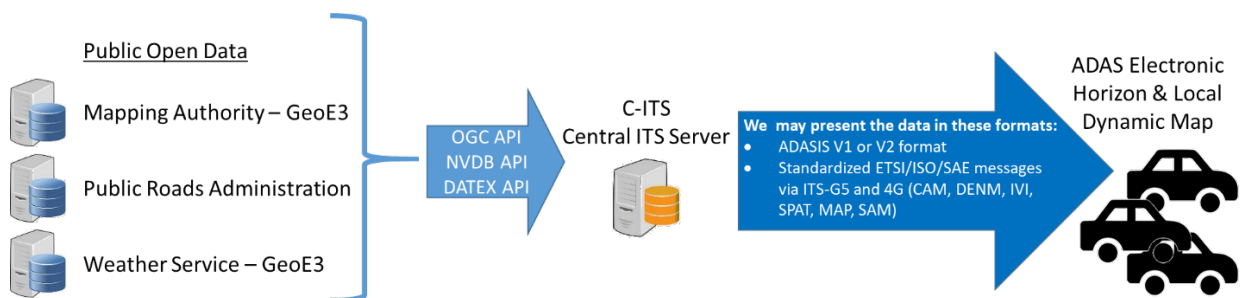 Public Open Data
Mapping Authority – GeoE3
Public Roads Administration
Weather Service – GeoE3
OGC API
NVDB API
DATEX API
C-ITS
Central ITS Server
We may present the data in these formats:
• ADASIS V1 or V2 format
• Standardized ETSI/ISO/SAE messages
via ITS-G5 and 4G (CAM, DENM, IVI,
SPAT, MAP, SAM)
ADAS Electronic
Horizon & Local
Dynamic Map